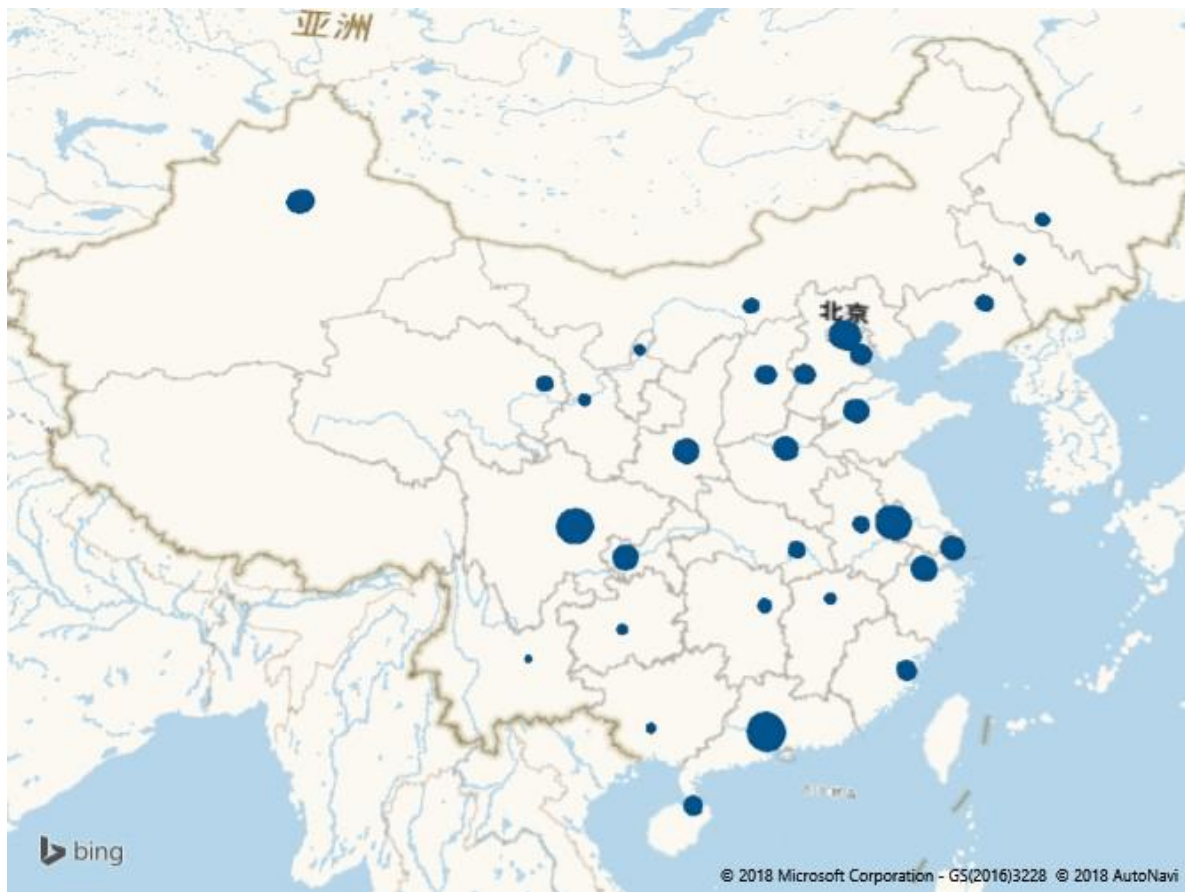 亚洲
北京
bing
© 2018 Microsoft Corporation - GS(2016)3228 © 2018 AutoNavi